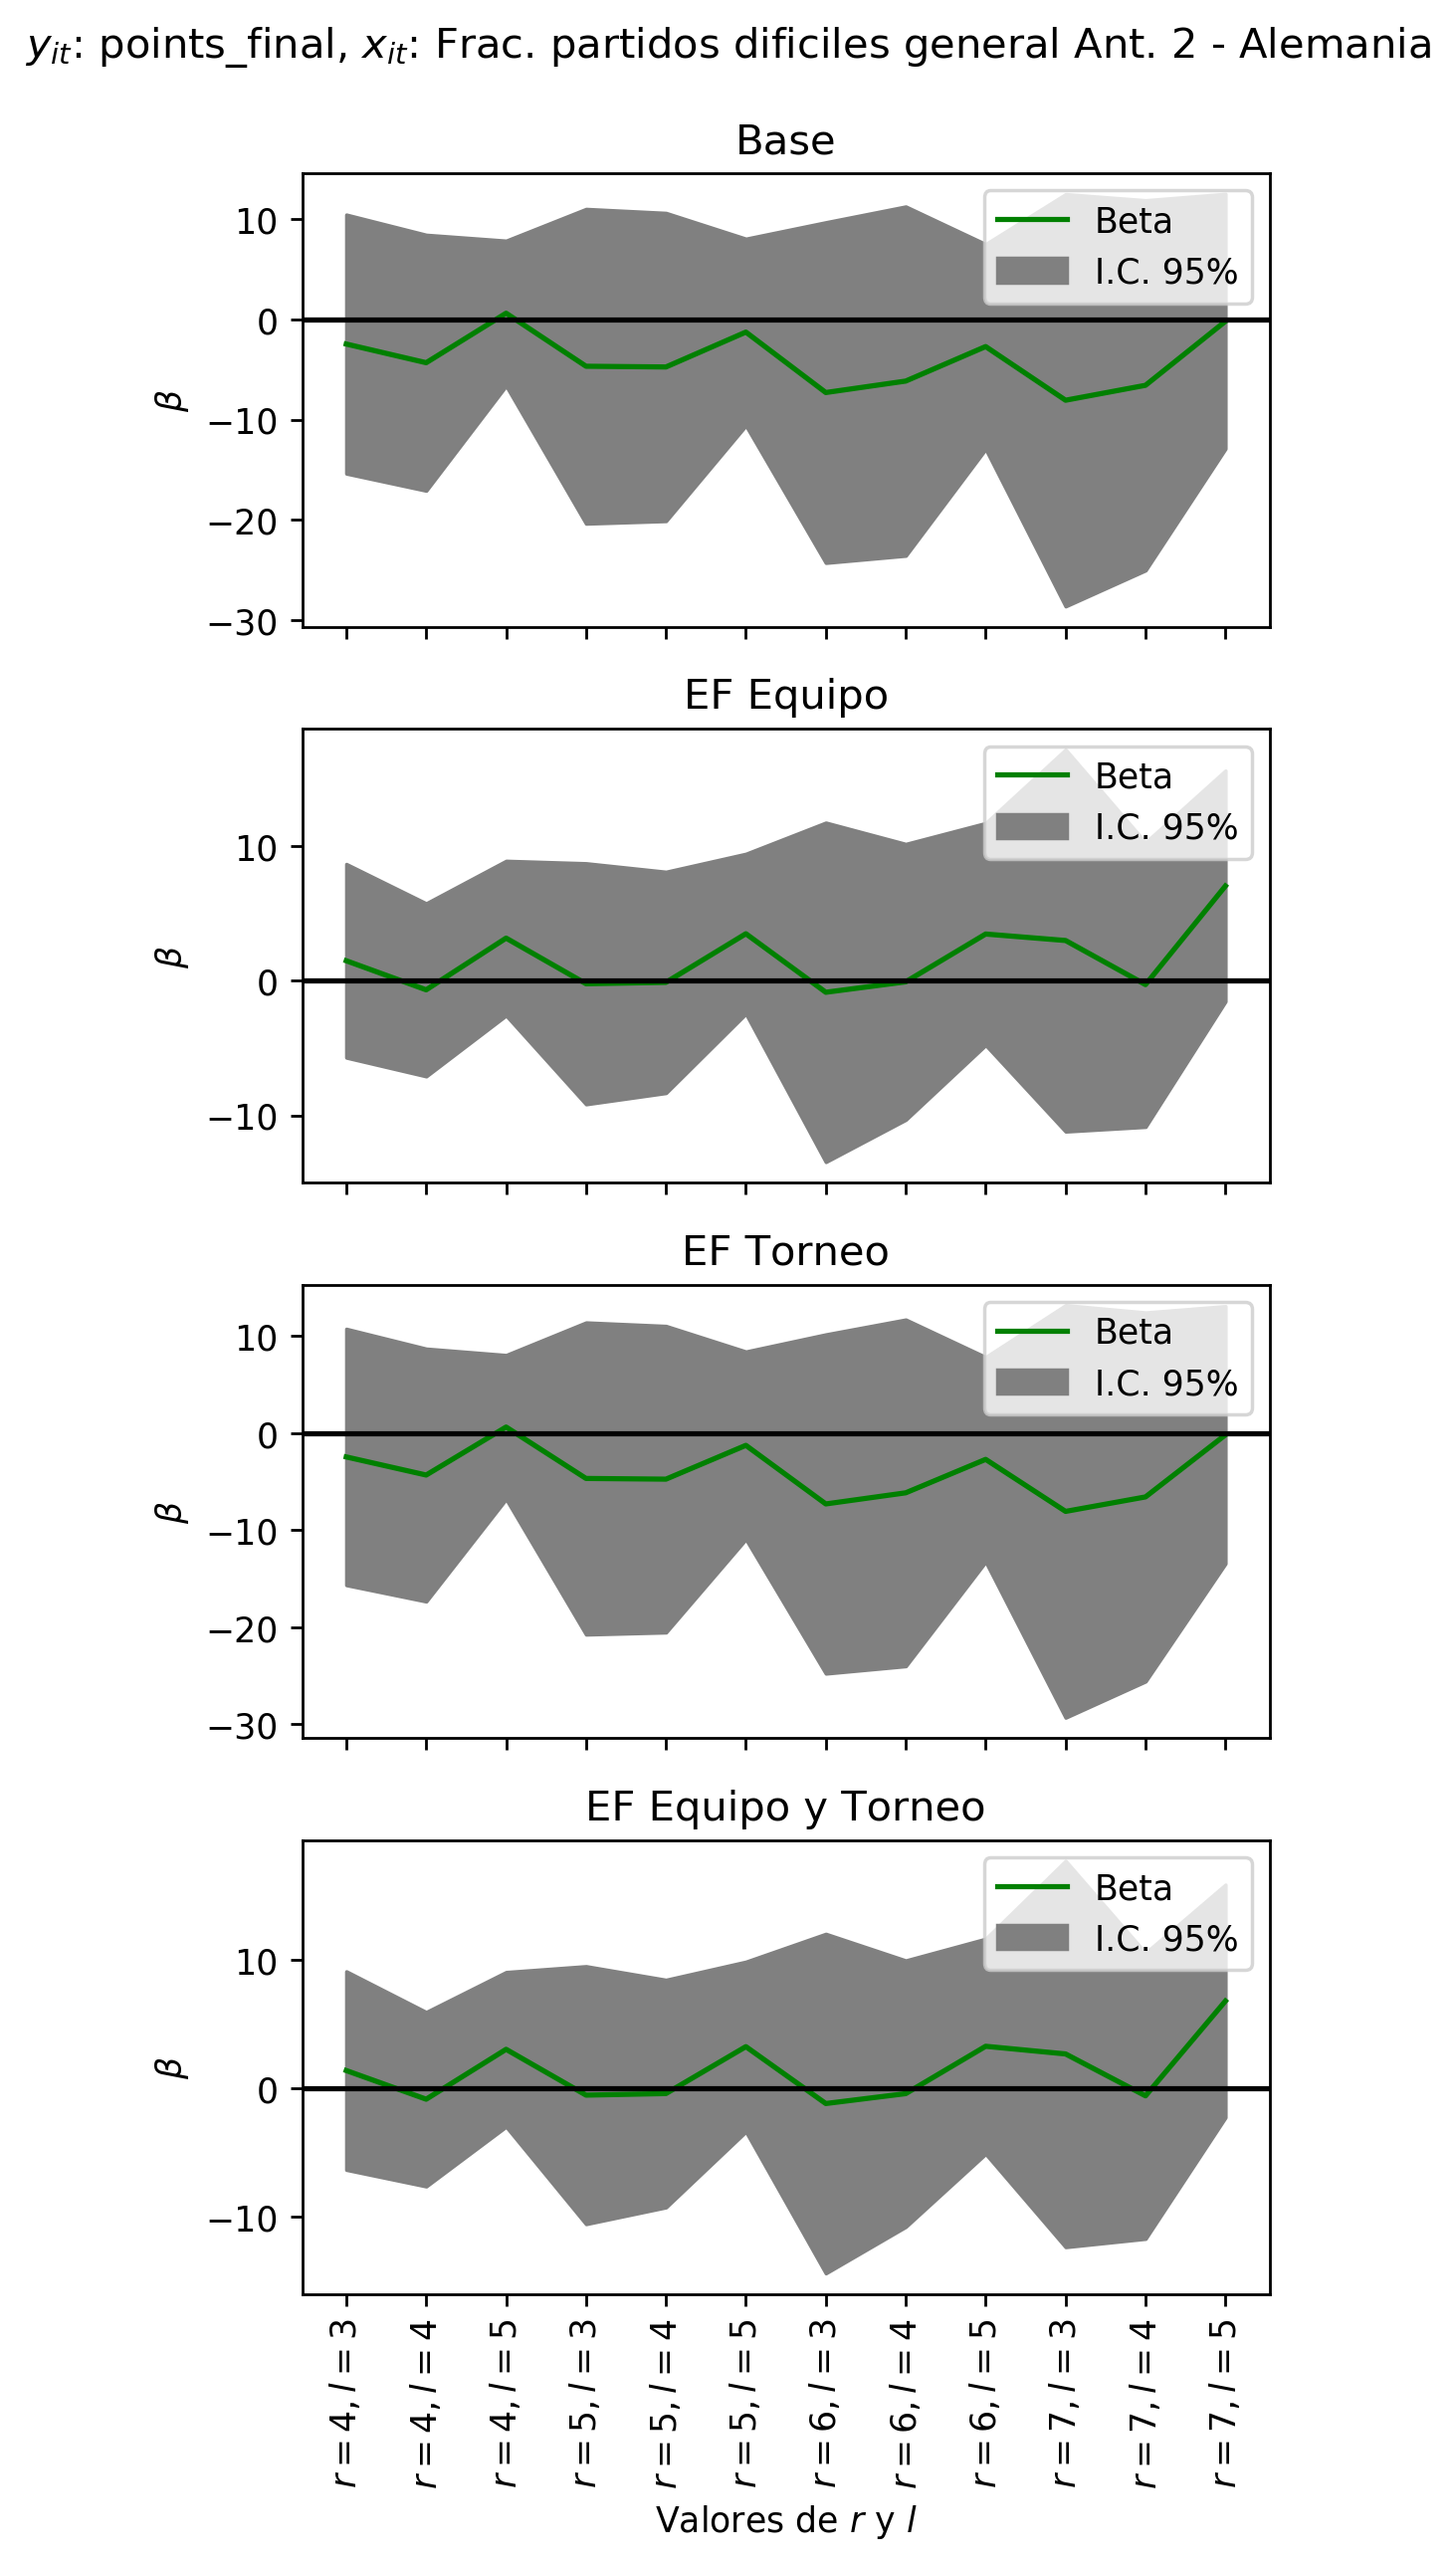 y_it: points_final, x_it: Frac. partidos dificiles general Ant. 2 - Alemania
Base
Beta
I.C. 95%
10
0
−10
−20
−30
β
EF Equipo
Beta
I.C. 95%
10
0
−10
β
EF Torneo
Beta
I.C. 95%
10
0
−10
−20
−30
β
EF Equipo y Torneo
Beta
I.C. 95%
10
0
−10
β
r = 4, l = 3
r = 4, l = 4
r = 4, l = 5
r = 5, l = 3
r = 5, l = 4
r = 5, l = 5
r = 6, l = 3
r = 6, l = 4
r = 6, l = 5
r = 7, l = 3
r = 7, l = 4
r = 7, l = 5
Valores de r y l